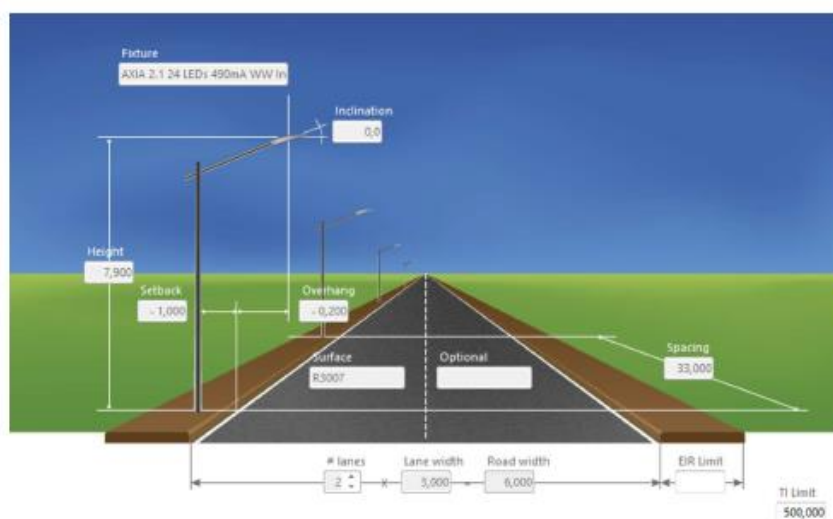 Fixture
AXIA 2.1 24 LEDs 490mA WW In
Inclination
0,0
Height
7,900
Setback
- 1,000
Overhang
- 0,200
Surface
R3007
Optional
Spacing
33,000
# lanes
2
x
Lane width
3,000
=
Road width
6,000
EIR Limit
TI Limit
500,000